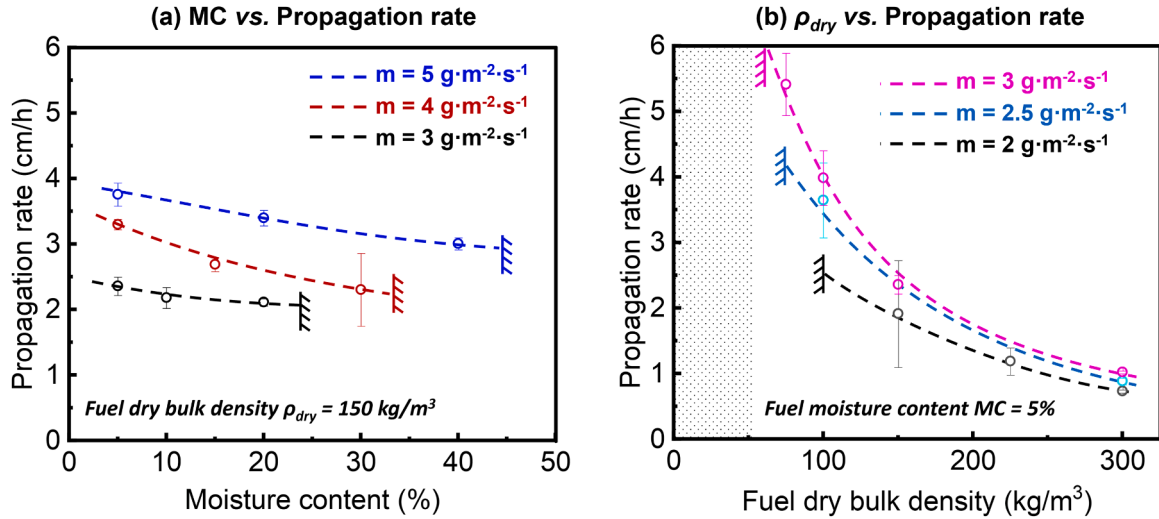 (a) MC vs. Propagation rate
Propagation rate (cm/h)
6
5
4
3
2
1
0
m = 5 g·m⁻²·s⁻¹
m = 4 g·m⁻²·s⁻¹
m = 3 g·m⁻²·s⁻¹
Fuel dry bulk density ρdry = 150 kg/m³
0 10 20 30 40 50
Moisture content (%)
(b) ρdry vs. Propagation rate
Propagation rate (cm/h)
6
5
4
3
2
1
0
m = 3 g·m⁻²·s⁻¹
m = 2.5 g·m⁻²·s⁻¹
m = 2 g·m⁻²·s⁻¹
Fuel moisture content MC = 5%
0 100 200 300
Fuel dry bulk density (kg/m³)